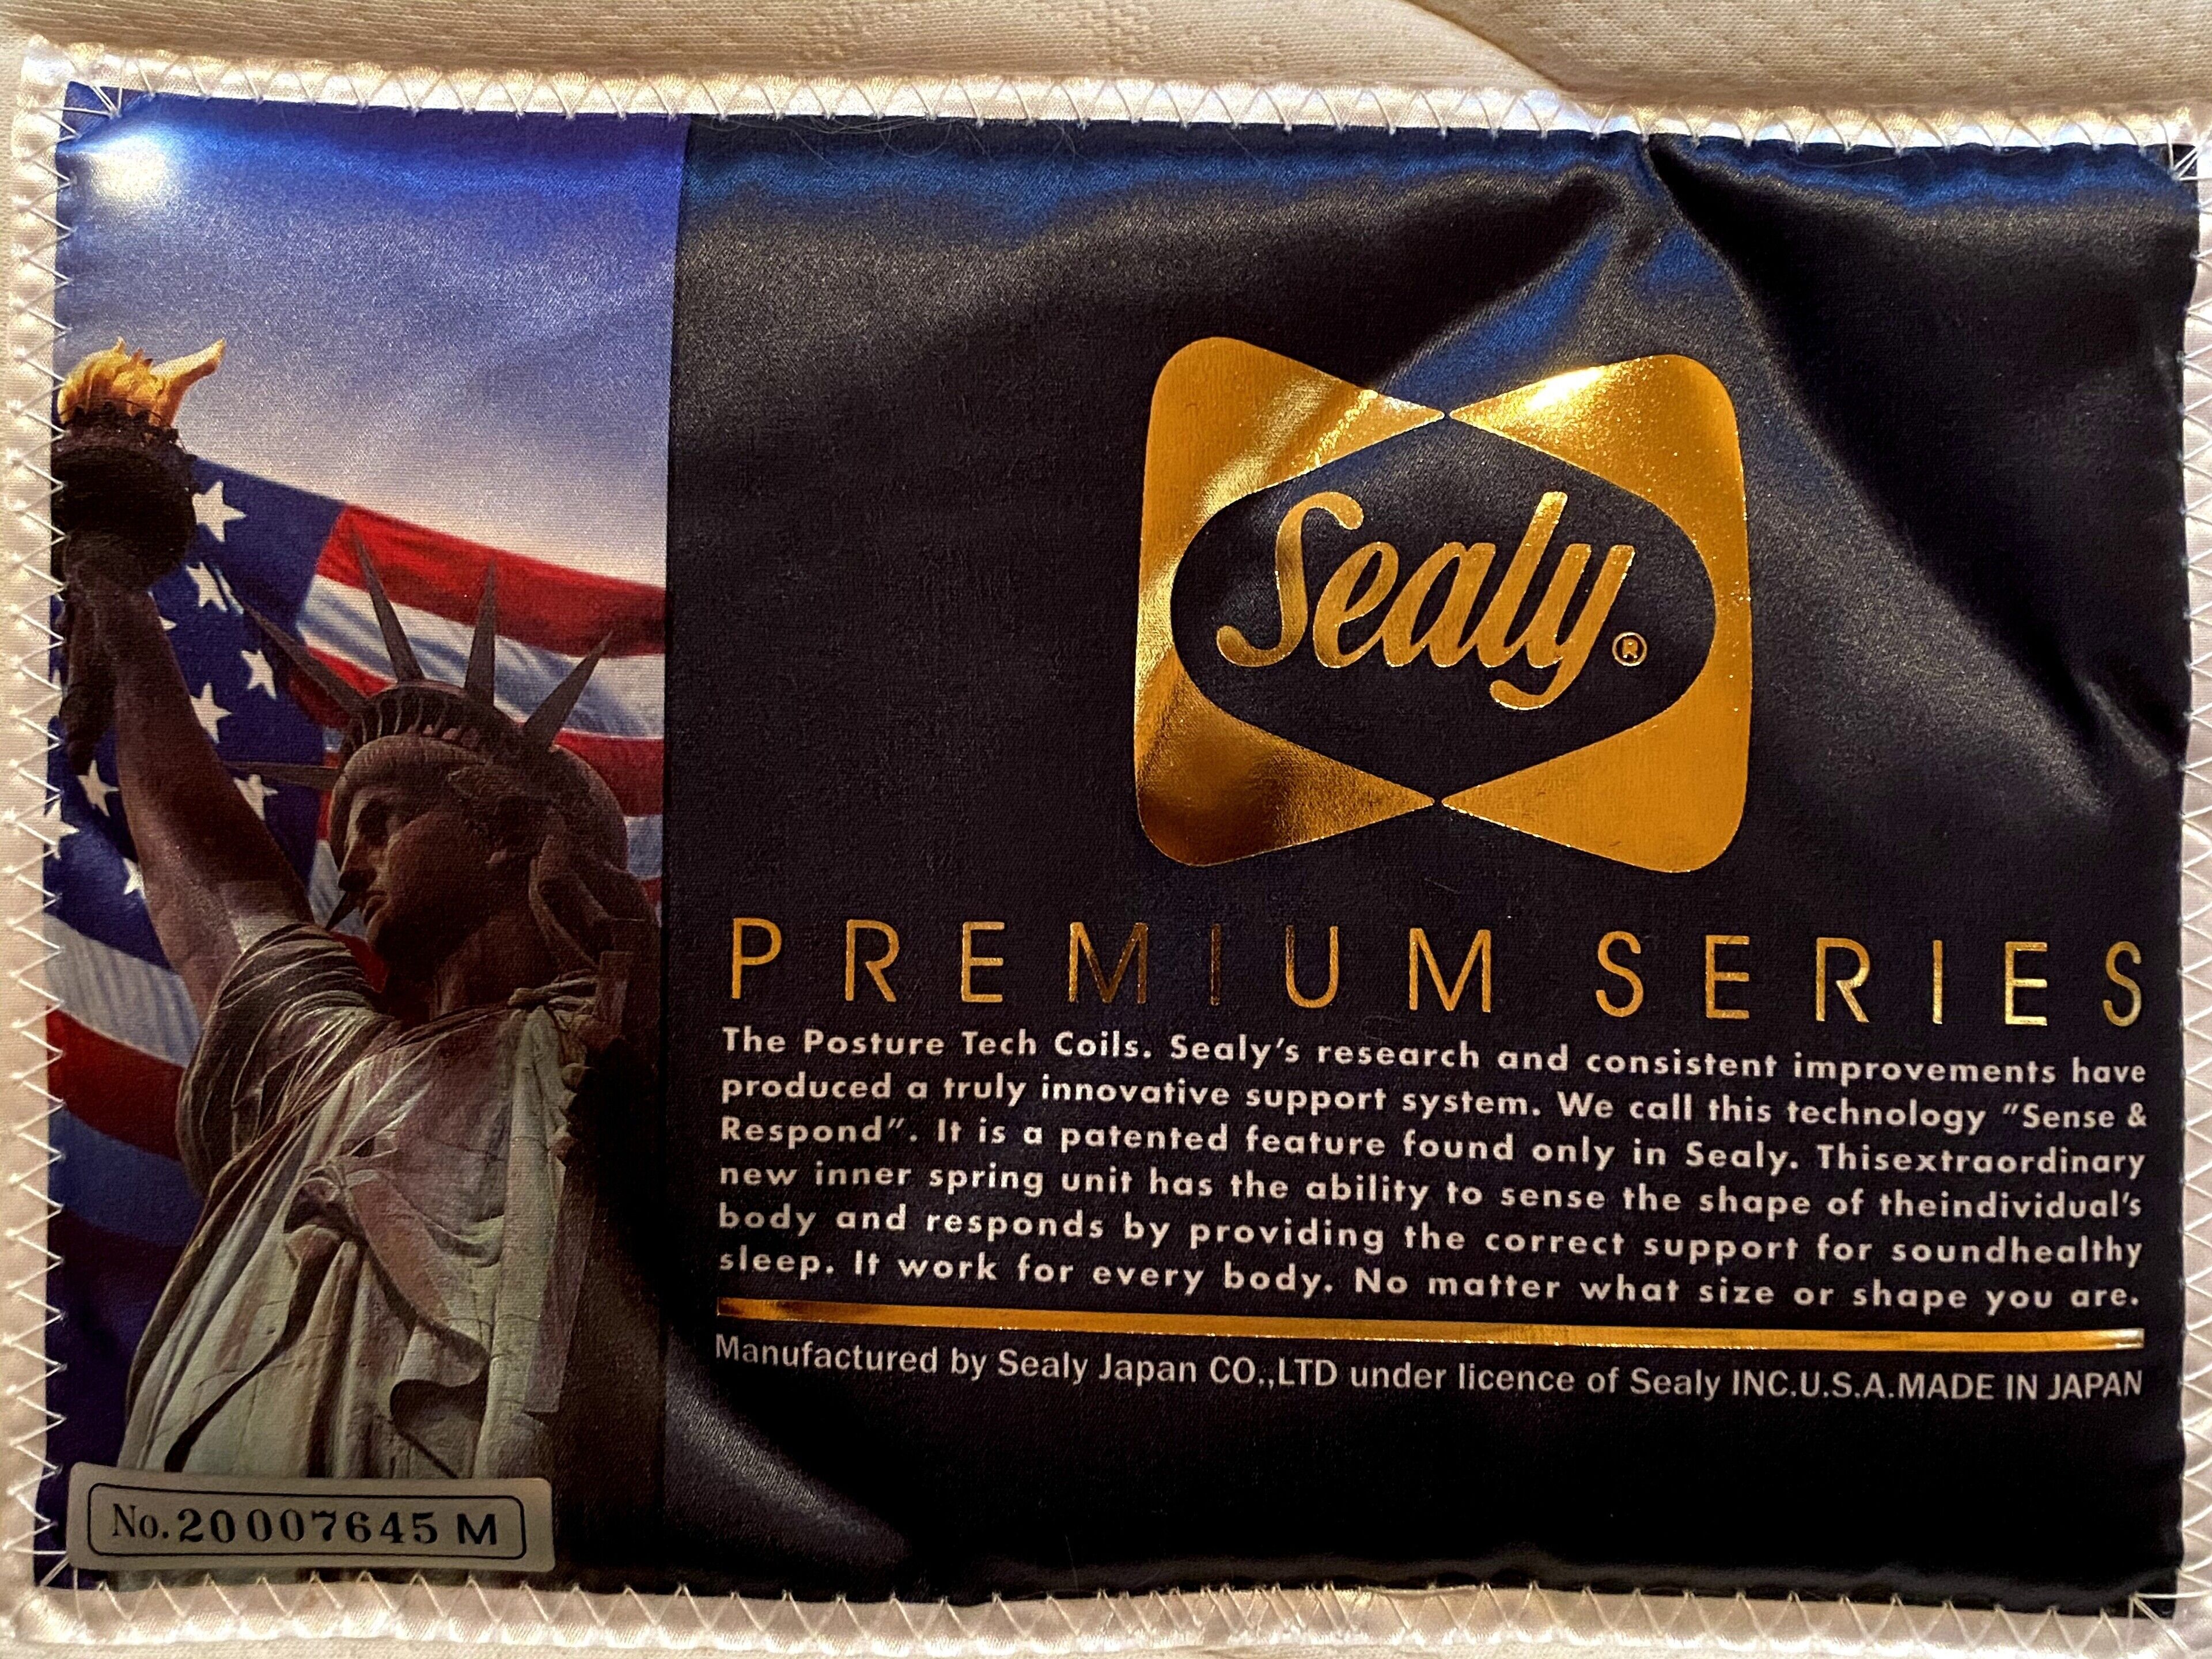 Sealy®
PREMIUM SERIES
The Posture Tech Coils. Sealy's research and consistent improvements have
produced a truly innovative support system. We call this technology "Sense &
Respond". It is a patented feature found only in Sealy. Thisextraordinary
new inner spring unit has the ability to sense the shape of theindividual's
body and responds by providing the correct support for soundhealthy
sleep. It work for every body. No matter what size or shape you are.
Manufactured by Sealy Japan CO.,LTD under licence of Sealy INC.U.S.A.MADE IN JAPAN
No.20007645 M